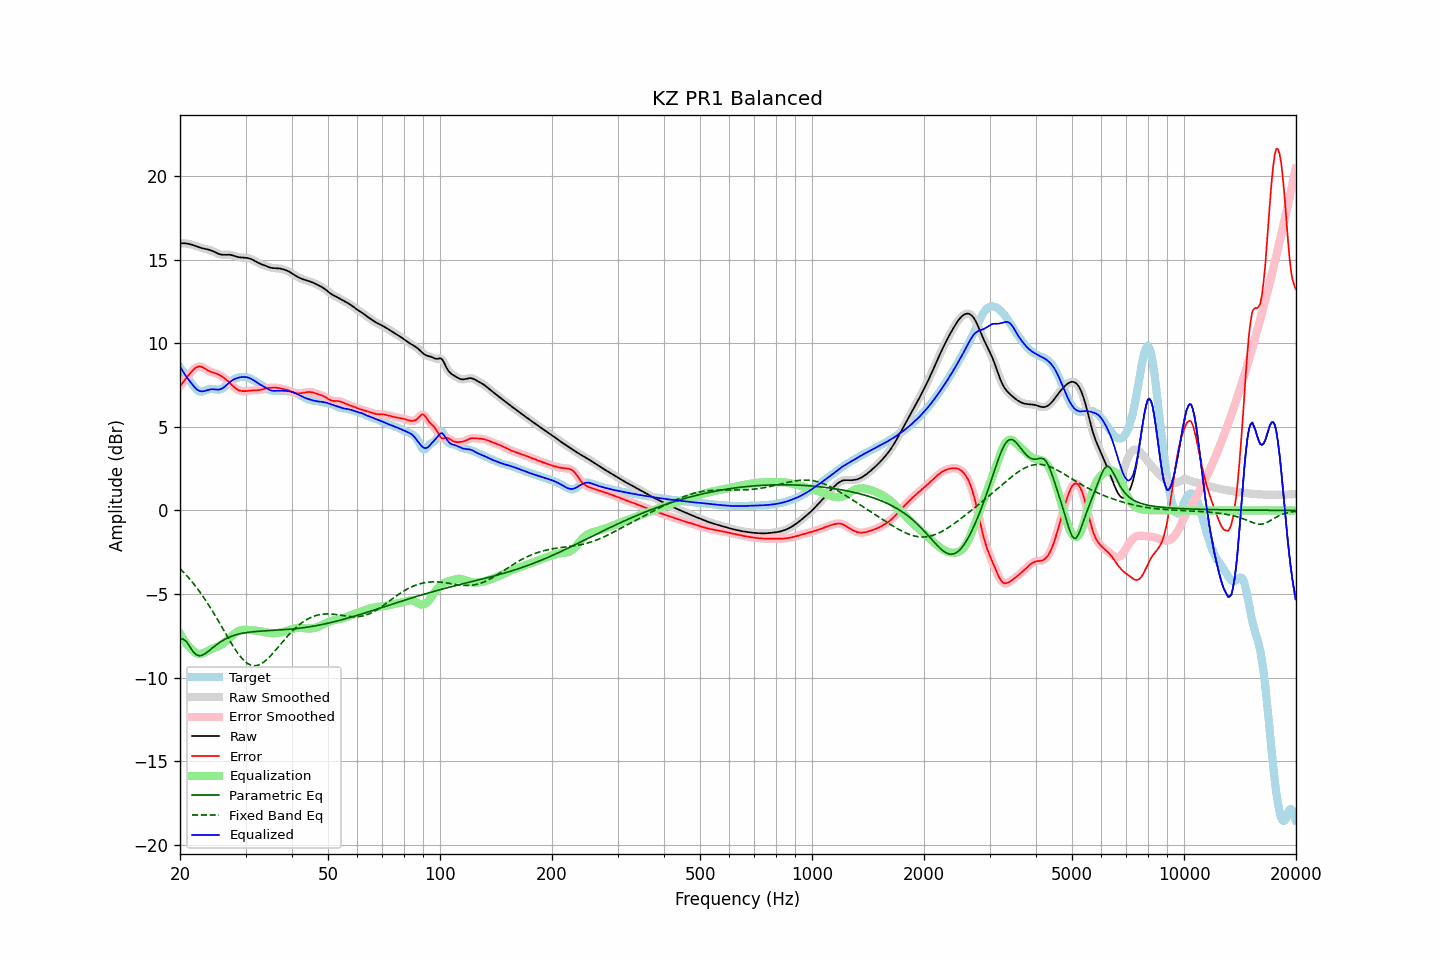 KZ PR1 Balanced
Amplitude (dBr)
20
15
10
5
0
−5
−10
−15
−20
Target
Raw Smoothed
Error Smoothed
Raw
Error
Equalization
Parametric Eq
Fixed Band Eq
Equalized
20 50 100 200 500 1000 2000 5000 10000 20000
Frequency (Hz)